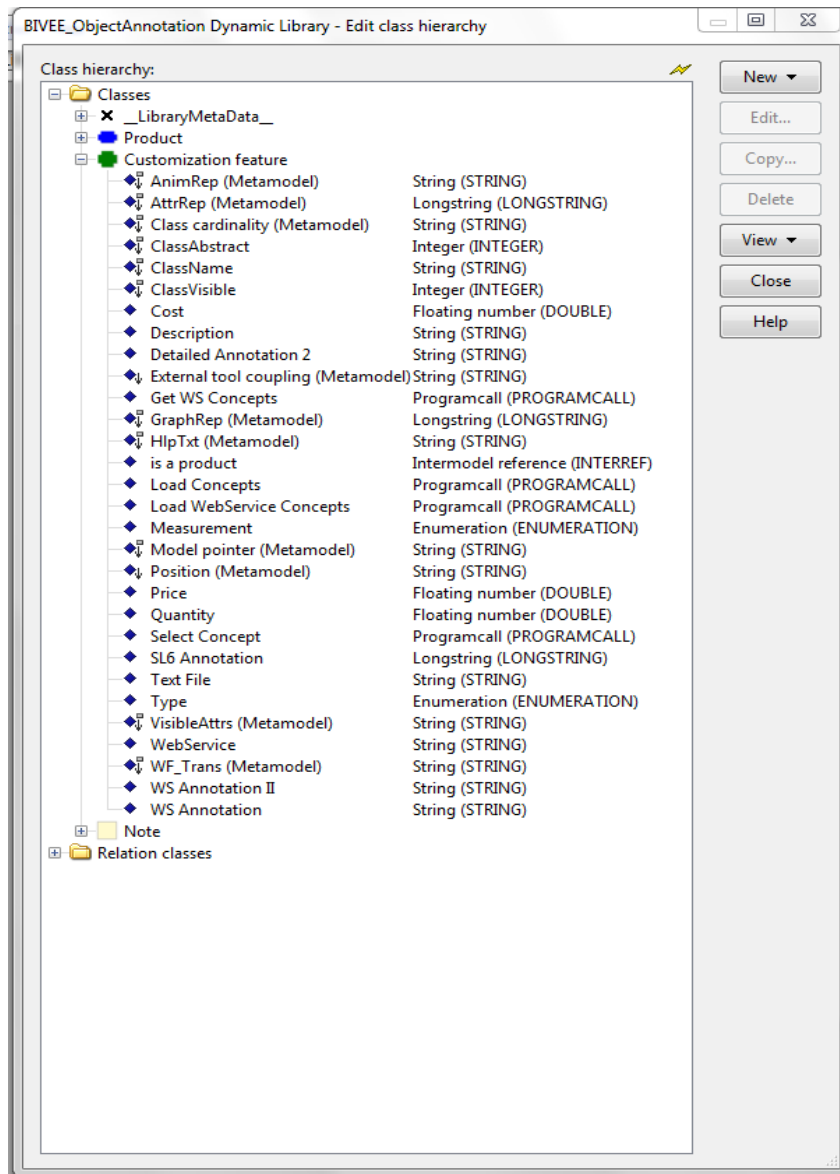 BIVEE_ObjectAnnotation Dynamic Library - Edit class hierarchy
Class hierarchy:
Classes
__LibraryMetaData__
Product
Customization feature
AnimRep (Metamodel) String (STRING)
AttrRep (Metamodel) Longstring (LONGSTRING)
Class cardinality (Metamodel) String (STRING)
ClassAbstract Integer (INTEGER)
ClassName String (STRING)
ClassVisible Integer (INTEGER)
Cost Floating number (DOUBLE)
Description String (STRING)
Detailed Annotation 2 String (STRING)
External tool coupling (Metamodel) String (STRING)
Get WS Concepts Programcall (PROGRAMCALL)
GraphRep (Metamodel) Longstring (LONGSTRING)
HlpTxt (Metamodel) String (STRING)
is a product Intermodel reference (INTERREF)
Load Concepts Programcall (PROGRAMCALL)
Load WebService Concepts Programcall (PROGRAMCALL)
Measurement Enumeration (ENUMERATION)
Model pointer (Metamodel) String (STRING)
Position (Metamodel) String (STRING)
Price Floating number (DOUBLE)
Quantity Floating number (DOUBLE)
Select Concept Programcall (PROGRAMCALL)
SL6 Annotation Longstring (LONGSTRING)
Text File String (STRING)
Type Enumeration (ENUMERATION)
VisibleAttrs (Metamodel) String (STRING)
WebService String (STRING)
WF_Trans (Metamodel) String (STRING)
WS Annotation II String (STRING)
WS Annotation String (STRING)
Note
Relation classes
New
Edit...
Copy...
Delete
View
Close
Help